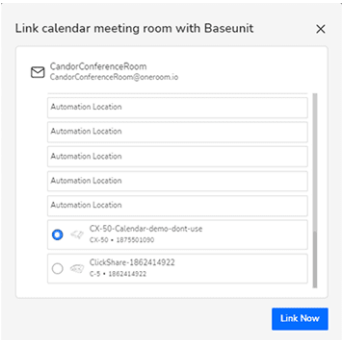 Link calendar meeting room with Baseunit
CandorConferenceRoom
CandorConferenceRoom@oneroom.io
Automation Location
Automation Location
Automation Location
Automation Location
Automation Location
CX-50-Calendar-demo-dont-use
CX-50 • 1875501090
ClickShare-1862414922
C-5 • 1862414922
Link Now